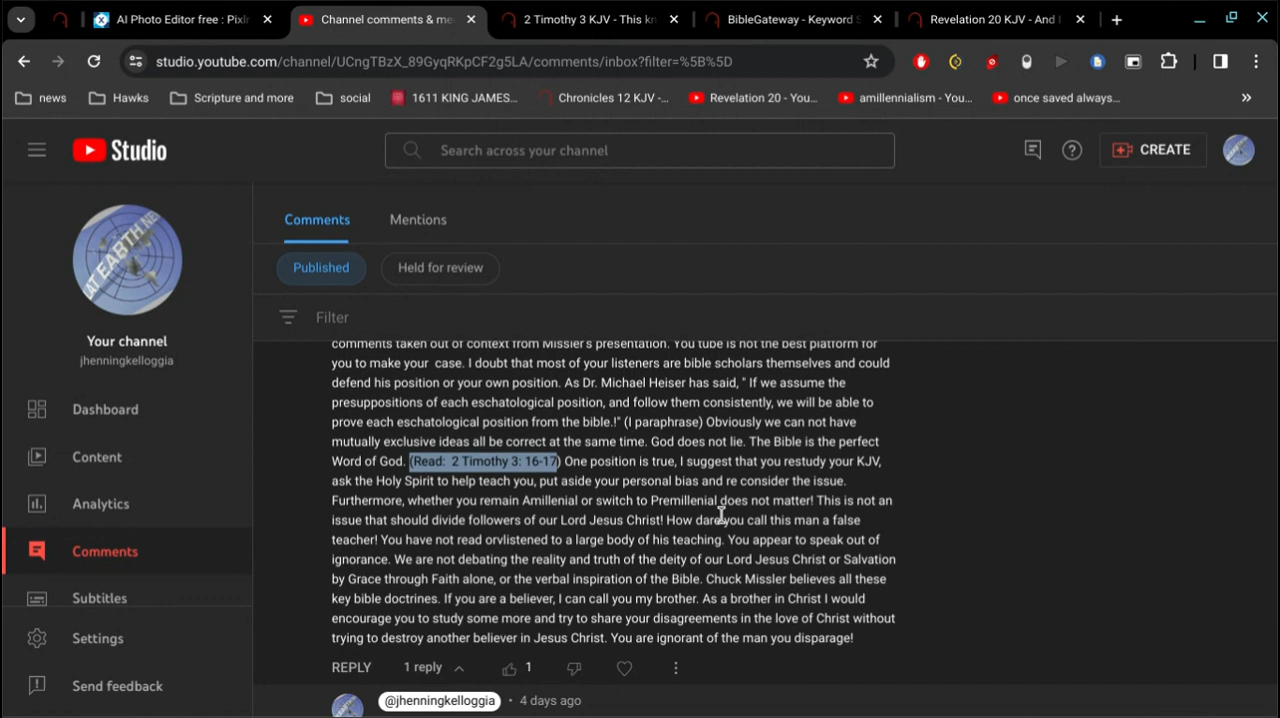 AI Photo Editor free : Pixlr
Channel comments & me
2 Timothy 3 KJV - This kn
BibleGateway - Keyword S
Revelation 20 KJV - And I
studio.youtube.com/channel/UCngTBzX_89GyqRKpCF2g5LA/comments/inbox?filter=%5B%5D
news
Hawks
Scripture and more
social
1611 KING JAMES...
Chronicles 12 KJV -...
Revelation 20 - You...
amillennialism - You...
once saved always...
Studio
Search across your channel
CREATE
AT EARTH NE
Your channel
jhenningkelloggia
Dashboard
Content
Analytics
Comments
Subtitles
Settings
Send feedback
Comments
Mentions
Published
Held for review
Filter
comments taken out of context from Missler's presentation. You tube is not the best platform for
you to make your case. I doubt that most of your listeners are bible scholars themselves and could
defend his position or your own position. As Dr. Michael Heiser has said, " If we assume the
presuppositions of each eschatological position, and follow them consistently, we will be able to
prove each eschatological position from the bible.!" (I paraphrase) Obviously we can not have
mutually exclusive ideas all be correct at the same time. God does not lie. The Bible is the perfect
Word of God. (Read: 2 Timothy 3: 16-17) One position is true, I suggest that you restudy your KJV,
ask the Holy Spirit to help teach you, put aside your personal bias and re consider the issue.
Furthermore, whether you remain Amillenial or switch to Premillenial does not matter! This is not an
issue that should divide followers of our Lord Jesus Christ! How dare you call this man a false
teacher! You have not read orvlistened to a large body of his teaching. You appear to speak out of
ignorance. We are not debating the reality and truth of the deity of our Lord Jesus Christ or Salvation
by Grace through Faith alone, or the verbal inspiration of the Bible. Chuck Missler believes all these
key bible doctrines. If you are a believer, I can call you my brother. As a brother in Christ I would
encourage you to study some more and try to share your disagreements in the love of Christ without
trying to destroy another believer in Jesus Christ. You are ignorant of the man you disparage!
REPLY
1 reply
1
@jhenningkelloggia • 4 days ago